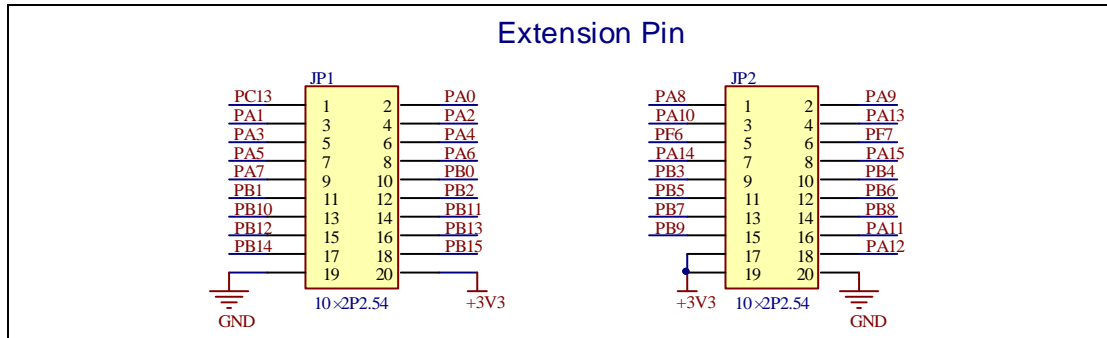 Extension Pin
JP1 JP2
PC13 1 2 PA0 PA8 1 2 PA9
PA1 3 4 PA2 PA10 3 4 PA13
PA3 5 6 PA4 PF6 5 6 PF7
PA5 7 8 PA6 PA14 7 8 PA15
PA7 9 10 PB0 PB3 9 10 PB4
PB1 11 12 PB2 PB5 11 12 PB6
PB10 13 14 PB11 PB7 13 14 PB8
PB12 15 16 PB13 PB9 15 16 PA11
PB14 17 18 PB15 17 18 PA12
19 20 19 20
GND 10×2P2.54 +3V3 +3V3 10×2P2.54 GND